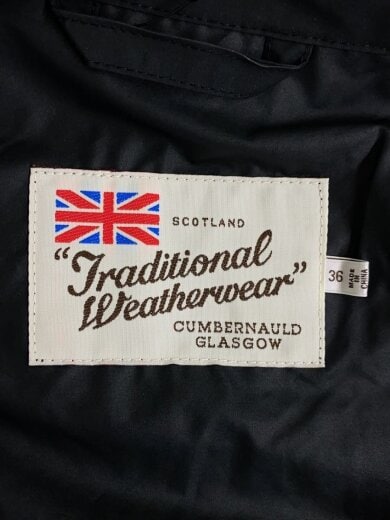 SCOTLAND
"Traditional
Weatherwear"
CUMBERNAULD
GLASGOW
36
MADE
IN
CHINA